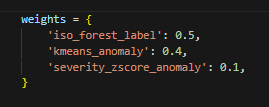 weights = {
    'iso_forest_label': 0.5,
    'kmeans_anomaly': 0.4,
    'severity_zscore_anomaly': 0.1,
}